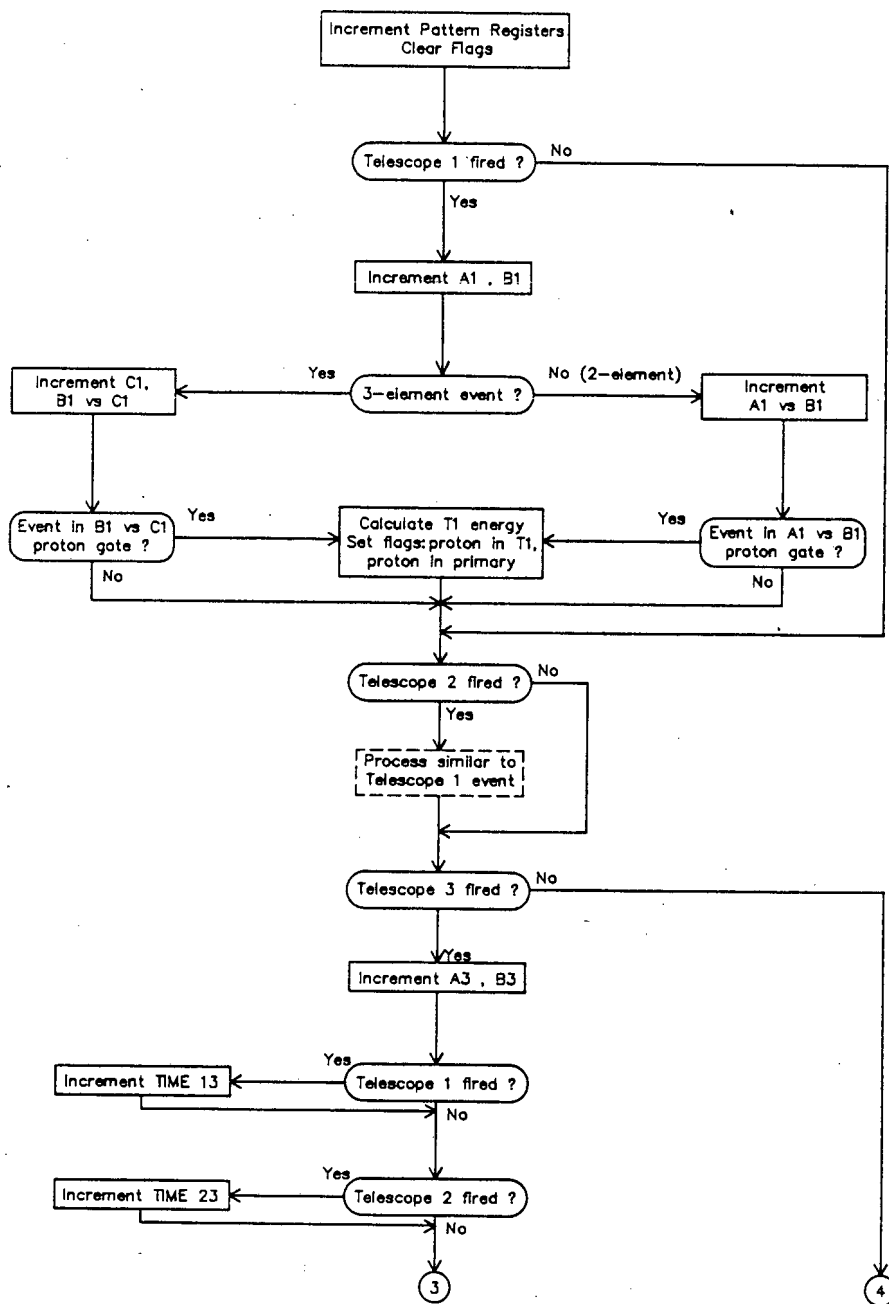 Increment Pattern Registers
Clear Flags
Telescope 1 fired ?
No
Yes
Increment A1 , B1
3-element event ?
Yes
No (2-element)
Increment C1,
B1 vs C1
Increment
A1 vs B1
Event in B1 vs C1
proton gate ?
Yes
No
Calculate T1 energy
Set flags: proton in T1,
proton in primary
Yes
Event in A1 vs B1
proton gate ?
No
Telescope 2 fired ?
No
Yes
Process similar to
Telescope 1 event
Telescope 3 fired ?
No
Yes
Increment A3 , B3
Telescope 1 fired ?
Yes
Increment TIME 13
No
Telescope 2 fired ?
Yes
Increment TIME 23
No
3
4